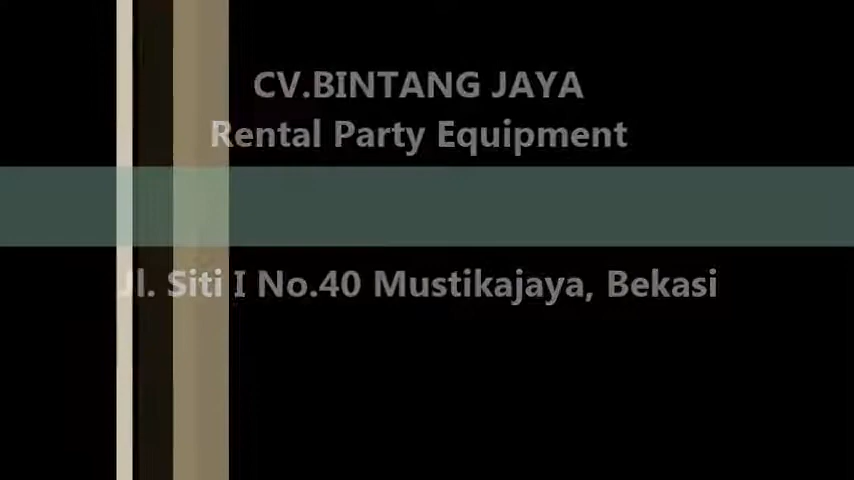 CV.BINTANG JAYA
Rental Party Equipment
Jl. Siti I No.40 Mustikajaya, Bekasi